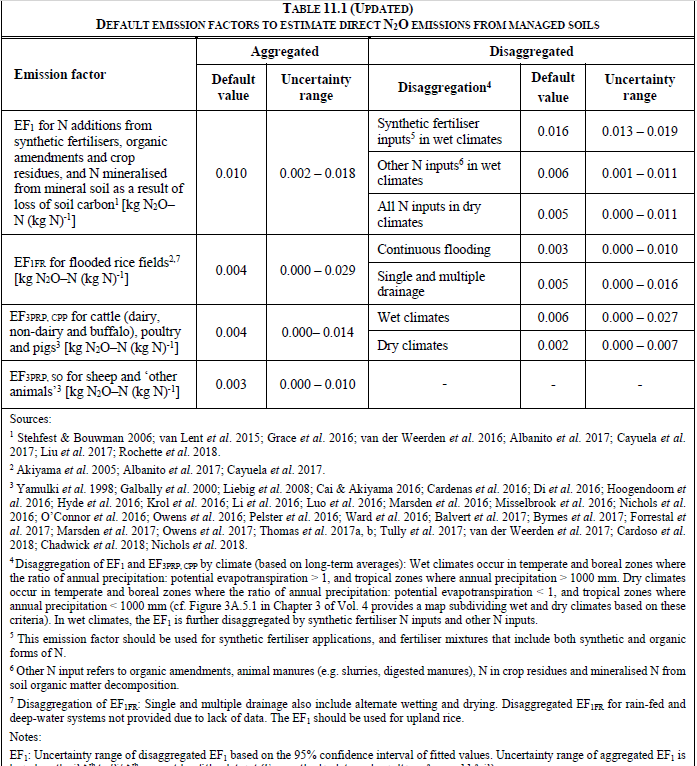 TABLE 11.1 (UPDATED)
DEFAULT EMISSION FACTORS TO ESTIMATE DIRECT N2O EMISSIONS FROM MANAGED SOILS
Emission factor
Aggregated
Disaggregated
Default value
Uncertainty range
Disaggregation⁴
Default value
Uncertainty range
EF₁ for N additions from
synthetic fertilisers, organic
amendments and crop
residues, and N mineralised
from mineral soil as a result of
loss of soil carbon¹ [kg N₂O–
N (kg N)⁻¹]
0.010
0.002 – 0.018
Synthetic fertiliser
inputs⁵ in wet climates
0.016
0.013 – 0.019
Other N inputs⁶ in wet
climates
0.006
0.001 – 0.011
All N inputs in dry
climates
0.005
0.000 – 0.011
EF1FR for flooded rice fields²,⁷
[kg N₂O–N (kg N)⁻¹]
0.004
0.000 – 0.029
Continuous flooding
0.003
0.000 – 0.010
Single and multiple
drainage
0.005
0.000 – 0.016
EF3PRP, CPP for cattle (dairy,
non-dairy and buffalo), poultry
and pigs³ [kg N₂O–N (kg N)⁻¹]
0.004
0.000– 0.014
Wet climates
0.006
0.000 – 0.027
Dry climates
0.002
0.000 – 0.007
EF3PRP, SO for sheep and ‘other
animals’³ [kg N₂O–N (kg N)⁻¹]
0.003
0.000 – 0.010
-
-
-
Sources:
¹ Stehfest & Bouwman 2006; van Lent et al. 2015; Grace et al. 2016; van der Weerden et al. 2016; Albanito et al. 2017; Cayuela et al.
2017; Liu et al. 2017; Rochette et al. 2018.
² Akiyama et al. 2005; Albanito et al. 2017; Cayuela et al. 2017.
³ Yamulki et al. 1998; Galbally et al. 2000; Liebig et al. 2008; Cai & Akiyama 2016; Cardenas et al. 2016; Di et al. 2016; Hoogendoorn et
al. 2016; Hyde et al. 2016; Krol et al. 2016; Li et al. 2016; Luo et al. 2016; Marsden et al. 2016; Misselbrook et al. 2016; Nichols et al.
2016; O’Connor et al. 2016; Owens et al. 2016; Pelster et al. 2016; Ward et al. 2016; Balvert et al. 2017; Byrnes et al. 2017; Forrestal et
al. 2017; Marsden et al. 2017; Owens et al. 2017; Thomas et al. 2017a, b; Tully et al. 2017; van der Weerden et al. 2017; Cardoso et al.
2018; Chadwick et al. 2018; Nichols et al. 2018.
⁴ Disaggregation of EF₁ and EF3PRP, CPP by climate (based on long-term averages): Wet climates occur in temperate and boreal zones where
the ratio of annual precipitation: potential evapotranspiration > 1, and tropical zones where annual precipitation > 1000 mm. Dry climates
occur in temperate and boreal zones where the ratio of annual precipitation: potential evapotranspiration < 1, and tropical zones where
annual precipitation < 1000 mm (cf. Figure 3A.5.1 in Chapter 3 of Vol. 4 provides a map subdividing wet and dry climates based on these
criteria). In wet climates, the EF₁ is further disaggregated by synthetic fertiliser N inputs and other N inputs.
⁵ This emission factor should be used for synthetic fertiliser applications, and fertiliser mixtures that include both synthetic and organic
forms of N.
⁶ Other N input refers to organic amendments, animal manures (e.g. slurries, digested manures), N in crop residues and mineralised N from
soil organic matter decomposition.
⁷ Disaggregation of EF1FR: Single and multiple drainage also include alternate wetting and drying. Disaggregated EF1FR for rain-fed and
deep-water systems not provided due to lack of data. The EF₁ should be used for upland rice.
Notes:
EF₁: Uncertainty range of disaggregated EF₁ based on the 95% confidence interval of fitted values. Uncertainty range of aggregated EF₁ is